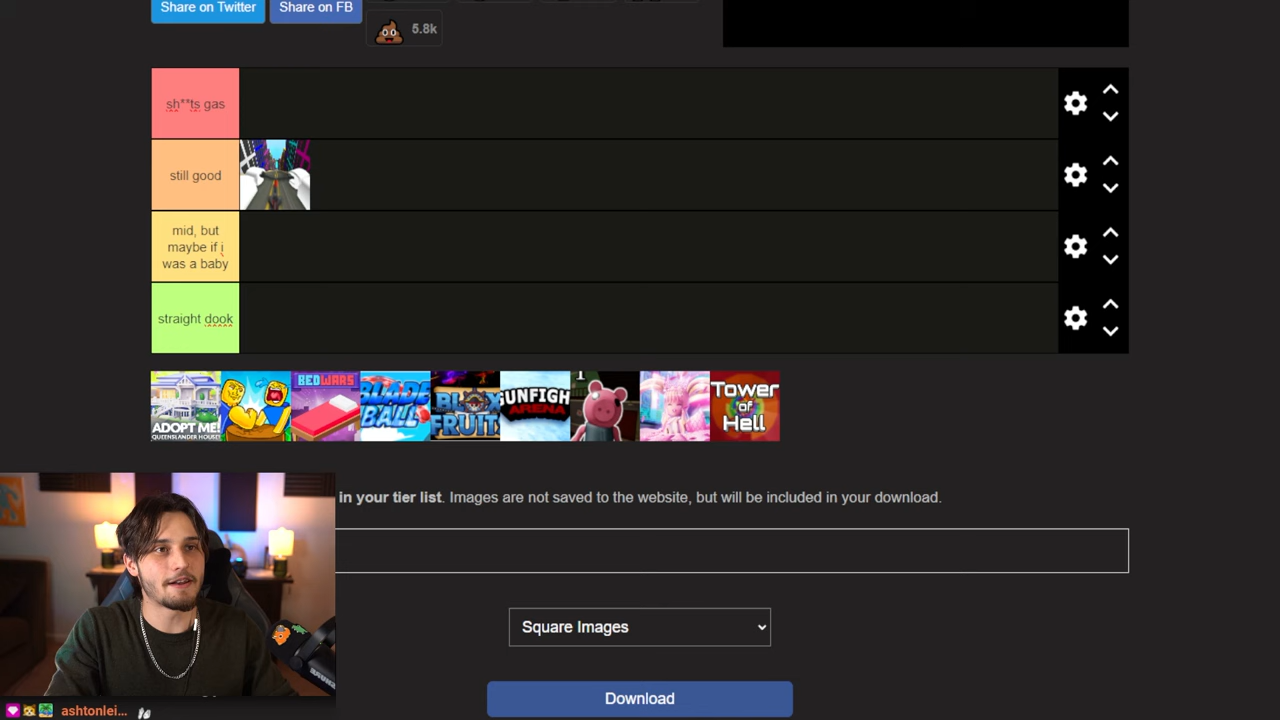 Share on Twitter
Share on FB
5.8k
sh**ts gas
still good
mid, but
maybe if i
was a baby
straight dook
ADOPT ME!
QUEENSLANDER HOUSE!
BEDWARS
BLADE
BALL
BLOX
FRUITS
GUNFIGHT
ARENA
Tower
of
Hell
in your tier list. Images are not saved to the website, but will be included in your download.
Square Images
Download
ashtonlei...